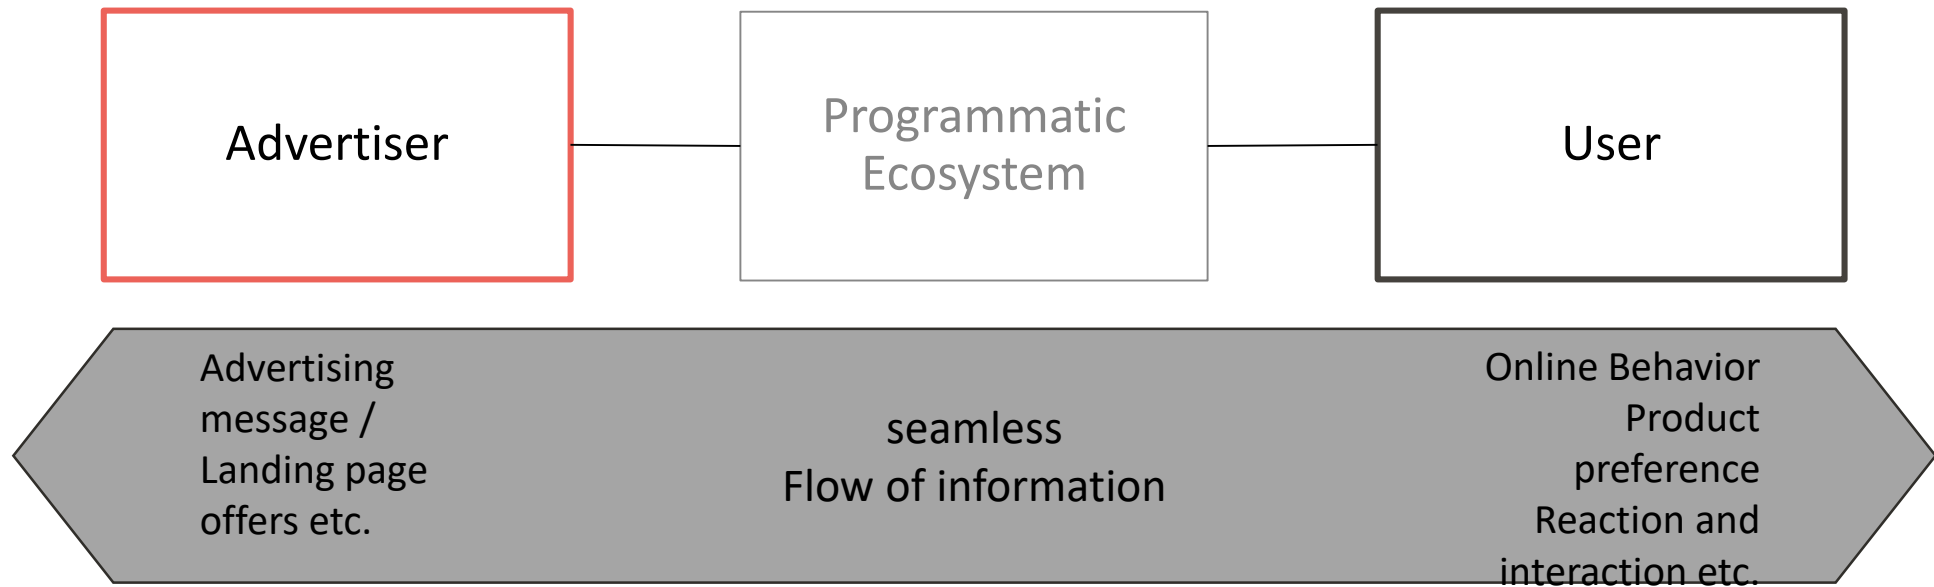 Advertiser
Programmatic
Ecosystem
User
Advertising
message /
Landing page
offers etc.
seamless
Flow of information
Online Behavior
Product
preference
Reaction and
interaction etc.